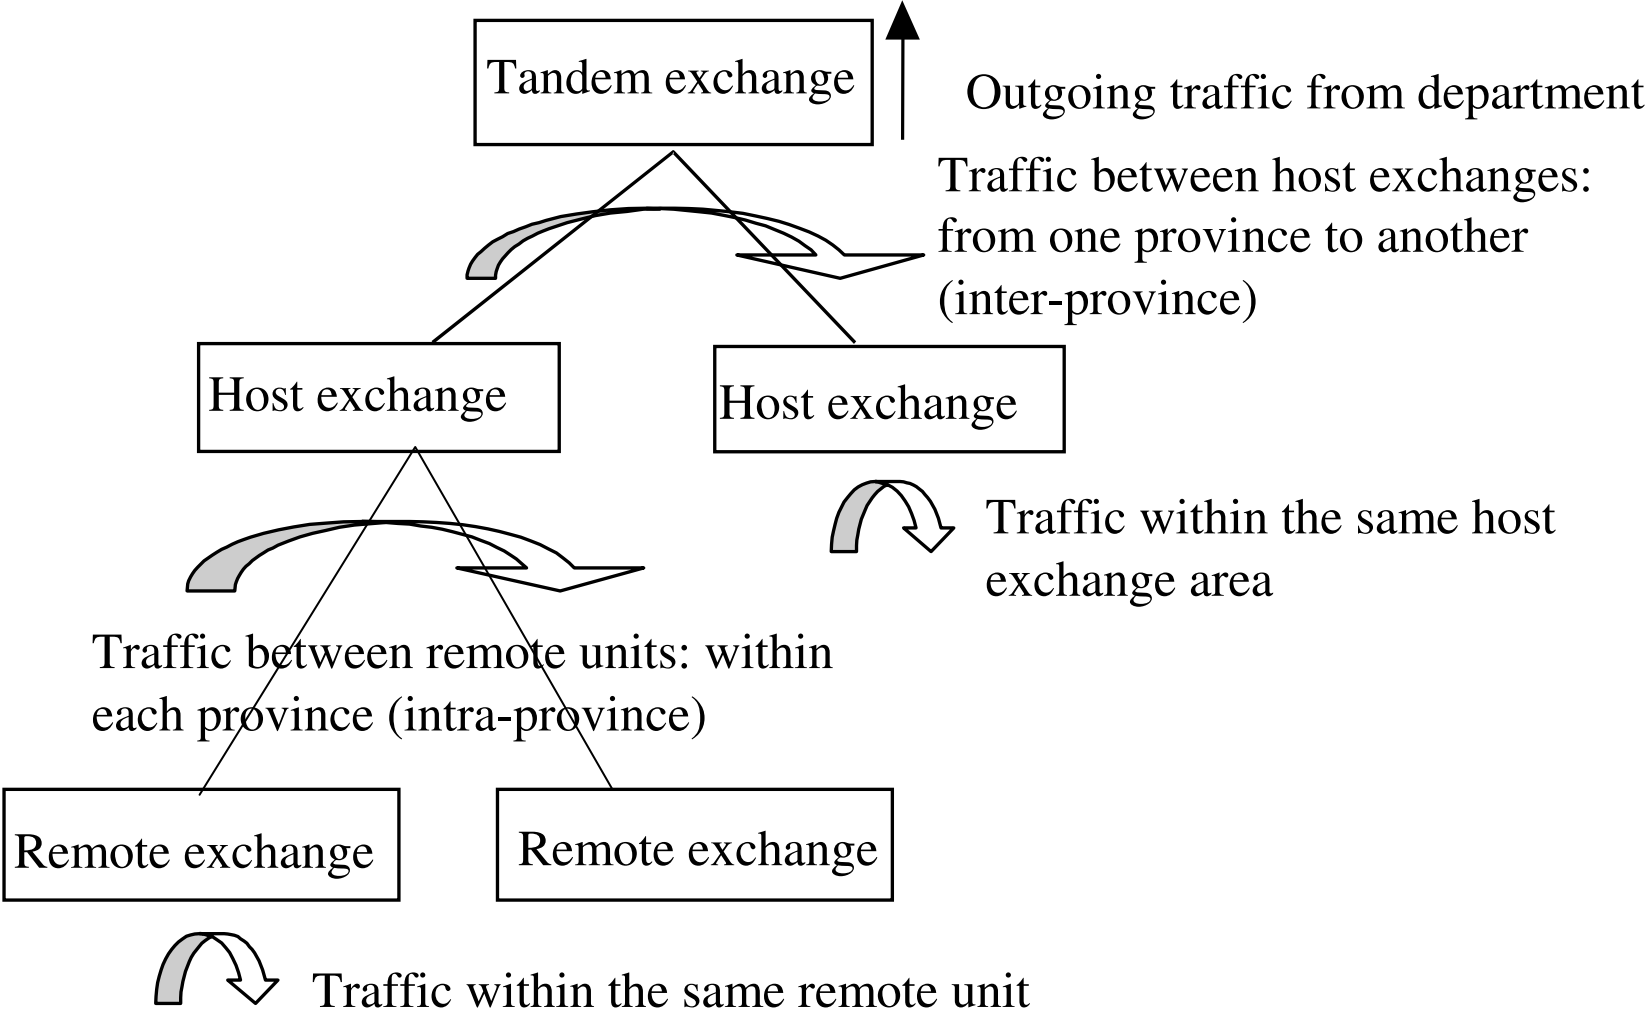 Tandem exchange
Outgoing traffic from department
Traffic between host exchanges:
from one province to another
(inter-province)
Host exchange
Host exchange
Traffic within the same host
exchange area
Traffic between remote units: within
each province (intra-province)
Remote exchange
Remote exchange
Traffic within the same remote unit